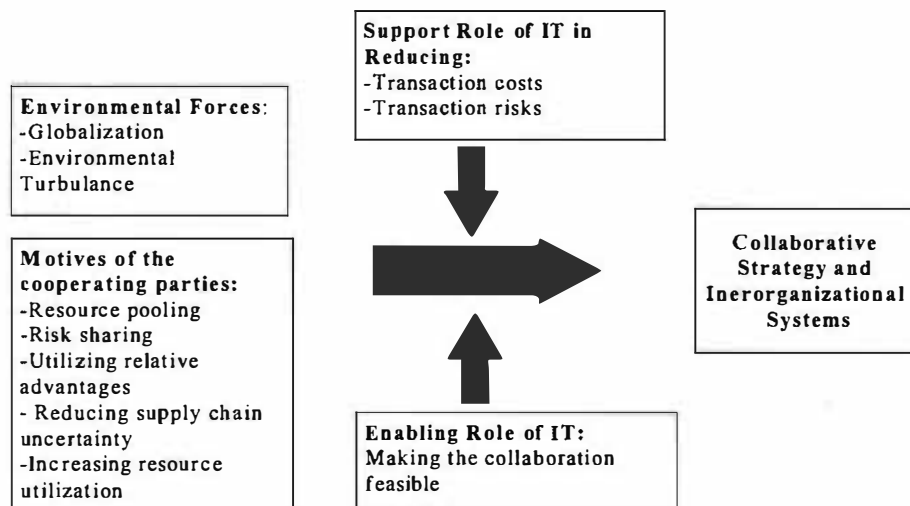 Support Role of IT in
Reducing:
-Transaction costs
-Transaction risks
Environmental Forces:
-Globalization
-Environmental
Turbulance
Motives of the
cooperating parties:
-Resource pooling
-Risk sharing
-Utilizing relative
advantages
- Reducing supply chain
uncertainty
-Increasing resource
utilization
Enabling Role of IT:
Making the collaboration
feasible
Collaborative
Strategy and
Inerorganizational
Systems